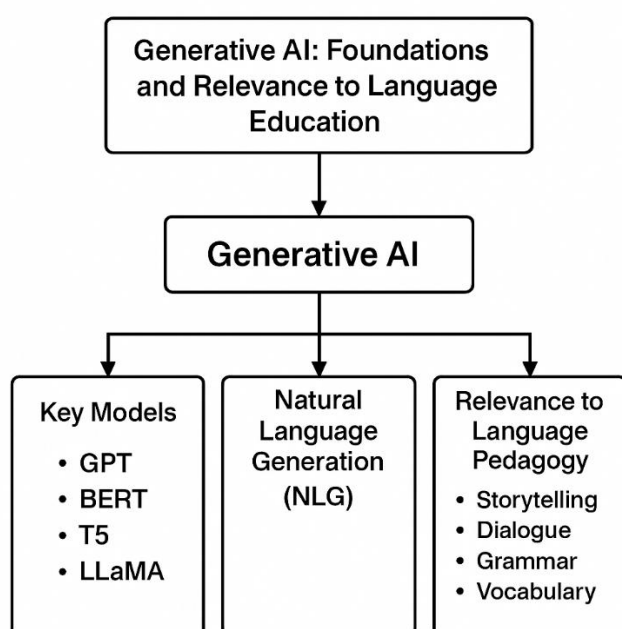 Generative AI: Foundations
and Relevance to Language
Education
Generative AI
Key Models
• GPT
• BERT
• T5
• LLaMA
Natural
Language
Generation
(NLG)
Relevance to
Language
Pedagogy
• Storytelling
• Dialogue
• Grammar
• Vocabulary